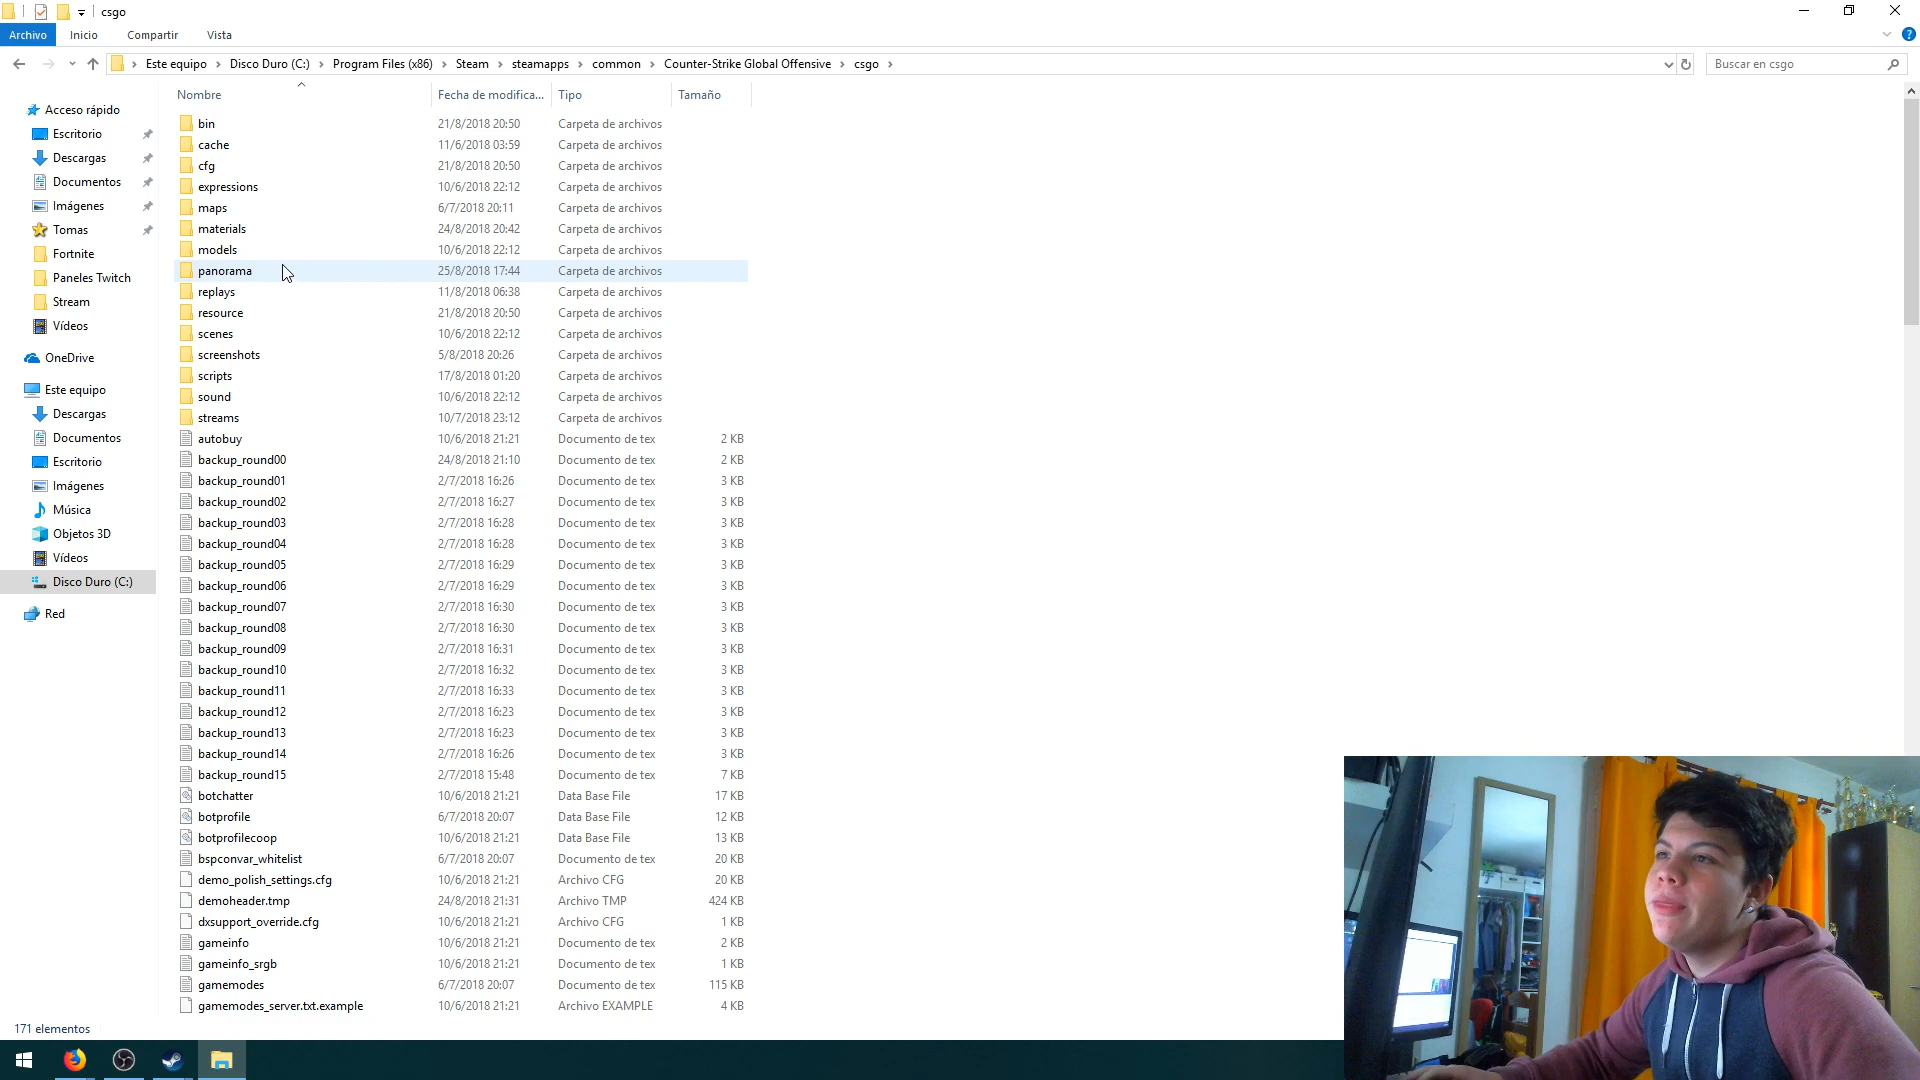 csgo
Archivo Inicio Compartir Vista
Este equipo Disco Duro (C:) Program Files (x86) Steam steamapps common Counter-Strike Global Offensive csgo Buscar en csgo
Nombre Fecha de modifica... Tipo Tamaño
Acceso rápido
Escritorio
Descargas
Documentos
Imágenes
Tomas
Fortnite
Paneles Twitch
Stream
Vídeos
OneDrive
Este equipo
Descargas
Documentos
Escritorio
Imágenes
Música
Objetos 3D
Vídeos
Disco Duro (C:)
Red
bin 21/8/2018 20:50 Carpeta de archivos
cache 11/6/2018 03:59 Carpeta de archivos
cfg 21/8/2018 20:50 Carpeta de archivos
expressions 10/6/2018 22:12 Carpeta de archivos
maps 6/7/2018 20:11 Carpeta de archivos
materials 24/8/2018 20:42 Carpeta de archivos
models 10/6/2018 22:12 Carpeta de archivos
panorama 25/8/2018 17:44 Carpeta de archivos
replays 11/8/2018 06:38 Carpeta de archivos
resource 21/8/2018 20:50 Carpeta de archivos
scenes 10/6/2018 22:12 Carpeta de archivos
screenshots 5/8/2018 20:26 Carpeta de archivos
scripts 17/8/2018 01:20 Carpeta de archivos
sound 10/6/2018 22:12 Carpeta de archivos
streams 10/7/2018 23:12 Carpeta de archivos
autobuy 10/6/2018 21:21 Documento de tex 2 KB
backup_round00 24/8/2018 21:10 Documento de tex 2 KB
backup_round01 2/7/2018 16:26 Documento de tex 3 KB
backup_round02 2/7/2018 16:27 Documento de tex 3 KB
backup_round03 2/7/2018 16:28 Documento de tex 3 KB
backup_round04 2/7/2018 16:28 Documento de tex 3 KB
backup_round05 2/7/2018 16:29 Documento de tex 3 KB
backup_round06 2/7/2018 16:29 Documento de tex 3 KB
backup_round07 2/7/2018 16:30 Documento de tex 3 KB
backup_round08 2/7/2018 16:30 Documento de tex 3 KB
backup_round09 2/7/2018 16:31 Documento de tex 3 KB
backup_round10 2/7/2018 16:32 Documento de tex 3 KB
backup_round11 2/7/2018 16:33 Documento de tex 3 KB
backup_round12 2/7/2018 16:23 Documento de tex 3 KB
backup_round13 2/7/2018 16:23 Documento de tex 3 KB
backup_round14 2/7/2018 16:26 Documento de tex 3 KB
backup_round15 2/7/2018 15:48 Documento de tex 7 KB
botchatter 10/6/2018 21:21 Data Base File 17 KB
botprofile 6/7/2018 20:07 Data Base File 12 KB
botprofilecoop 10/6/2018 21:21 Data Base File 13 KB
bspconvar_whitelist 6/7/2018 20:07 Documento de tex 20 KB
demo_polish_settings.cfg 10/6/2018 21:21 Archivo CFG 20 KB
demoheader.tmp 24/8/2018 21:31 Archivo TMP 424 KB
dxsupport_override.cfg 10/6/2018 21:21 Archivo CFG 1 KB
gameinfo 10/6/2018 21:21 Documento de tex 2 KB
gameinfo_srgb 10/6/2018 21:21 Documento de tex 1 KB
gamemodes 6/7/2018 20:07 Documento de tex 115 KB
gamemodes_server.txt.example 10/6/2018 21:21 Archivo EXAMPLE 4 KB
171 elementos